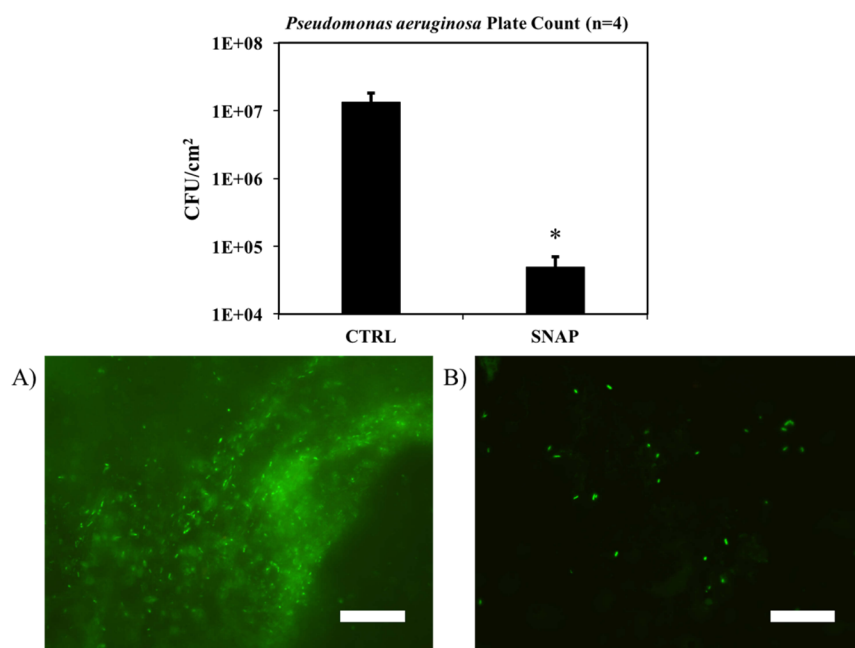 Pseudomonas aeruginosa Plate Count (n=4)
1E+08
1E+07
1E+06
1E+05
1E+04
CFU/cm²
*
CTRL SNAP
A) B)